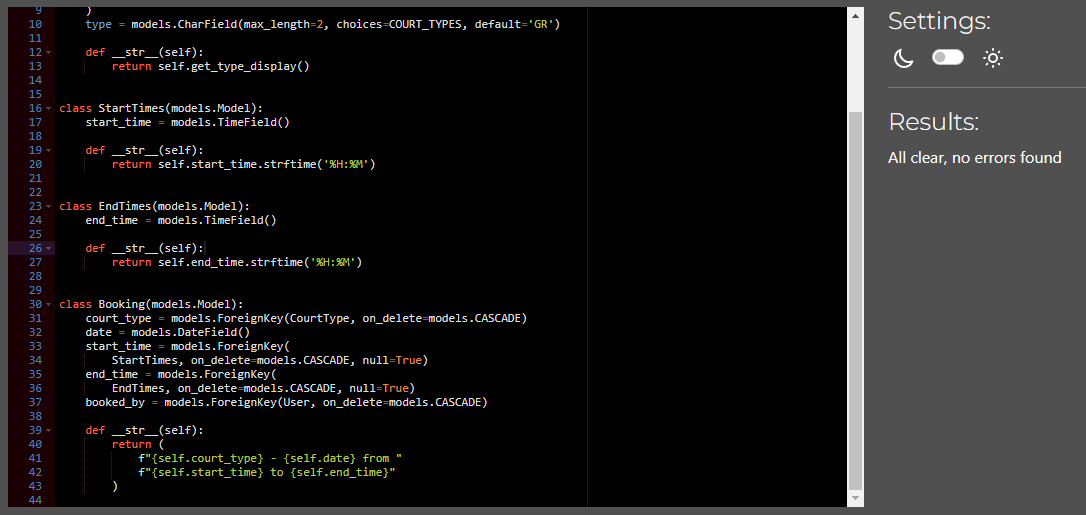 9 )
10 type = models.CharField(max_length=2, choices=COURT_TYPES, default='GR')
11
12 def __str__(self):
13 return self.get_type_display()
14
15
16 class StartTimes(models.Model):
17 start_time = models.TimeField()
18
19 def __str__(self):
20 return self.start_time.strftime('%H:%M')
21
22
23 class EndTimes(models.Model):
24 end_time = models.TimeField()
25
26 def __str__(self):
27 return self.end_time.strftime('%H:%M')
28
29
30 class Booking(models.Model):
31 court_type = models.ForeignKey(CourtType, on_delete=models.CASCADE)
32 date = models.DateField()
33 start_time = models.ForeignKey(
34 StartTimes, on_delete=models.CASCADE, null=True)
35 end_time = models.ForeignKey(
36 EndTimes, on_delete=models.CASCADE, null=True)
37 booked_by = models.ForeignKey(User, on_delete=models.CASCADE)
38
39 def __str__(self):
40 return (
41 f"{self.court_type} - {self.date} from "
42 f"{self.start_time} to {self.end_time}"
43 )
44
Settings:
Results:
All clear, no errors found